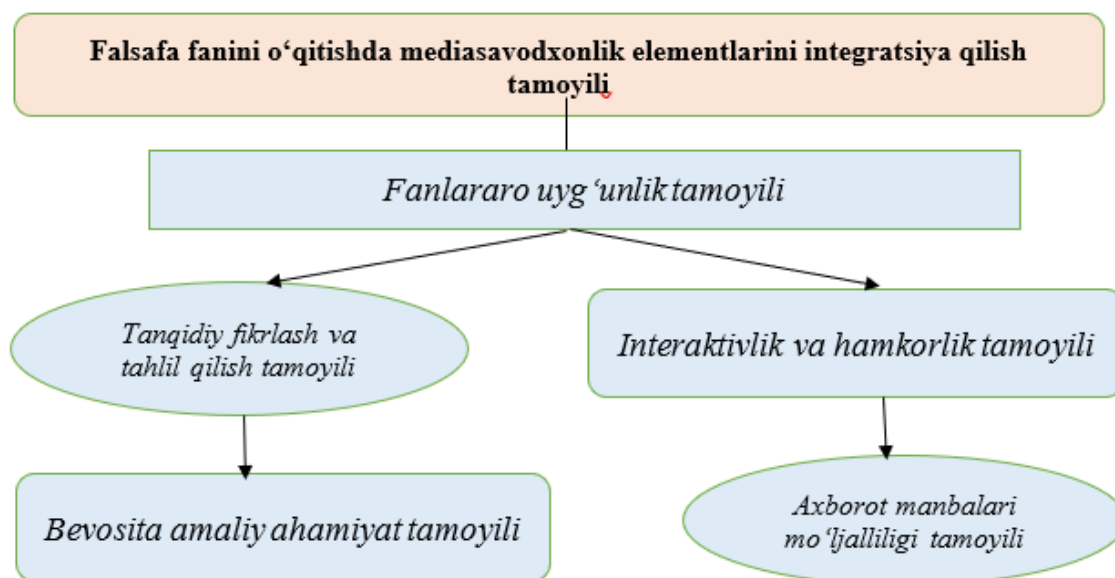 Falsafa fanini o‘qitishda mediasavodxonlik elementlarini integratsiya qilish
tamoyili
Fanlararo uyg‘unlik tamoyili
Tanqidiy fikrlash va
tahlil qilish tamoyili
Interaktivlik va hamkorlik tamoyili
Bevosita amaliy ahamiyat tamoyili
Axborot manbalari
mo‘ljalliligi tamoyili